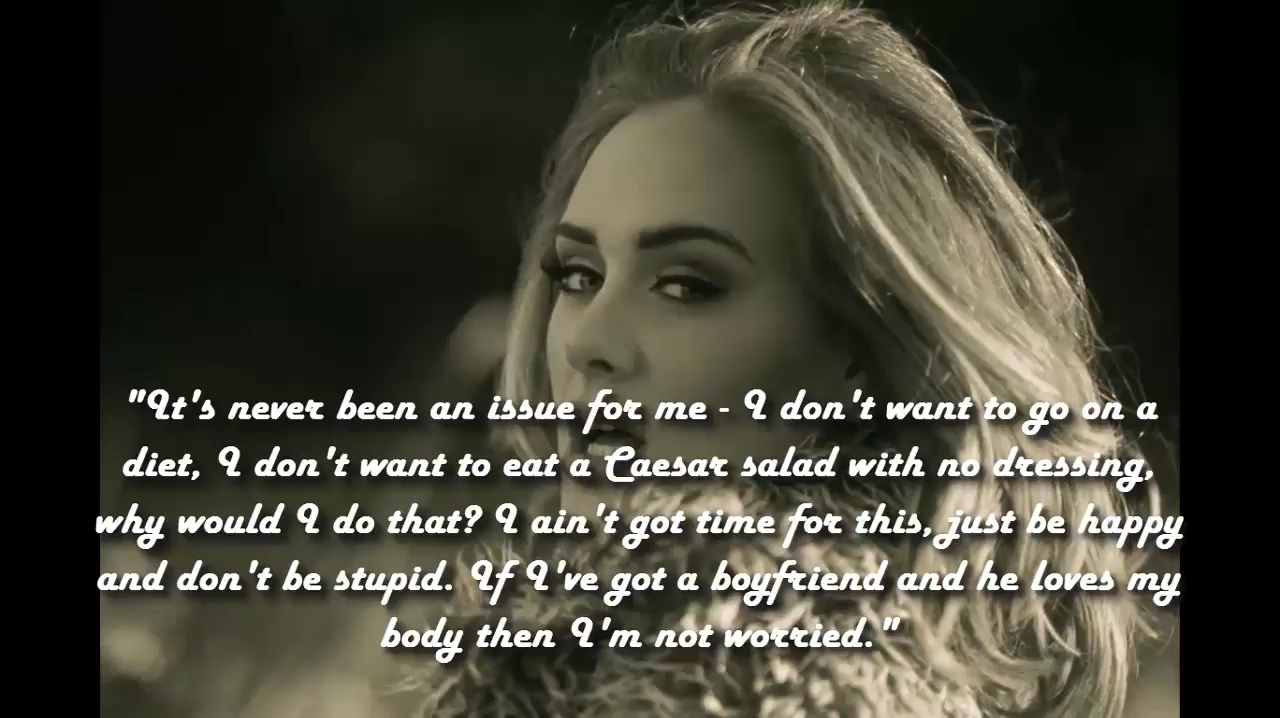 "It's never been an issue for me - I don't want to go on a
diet, I don't want to eat a Caesar salad with no dressing,
why would I do that? I ain't got time for this, just be happy
and don't be stupid. If I've got a boyfriend and he loves my
body then I'm not worried."